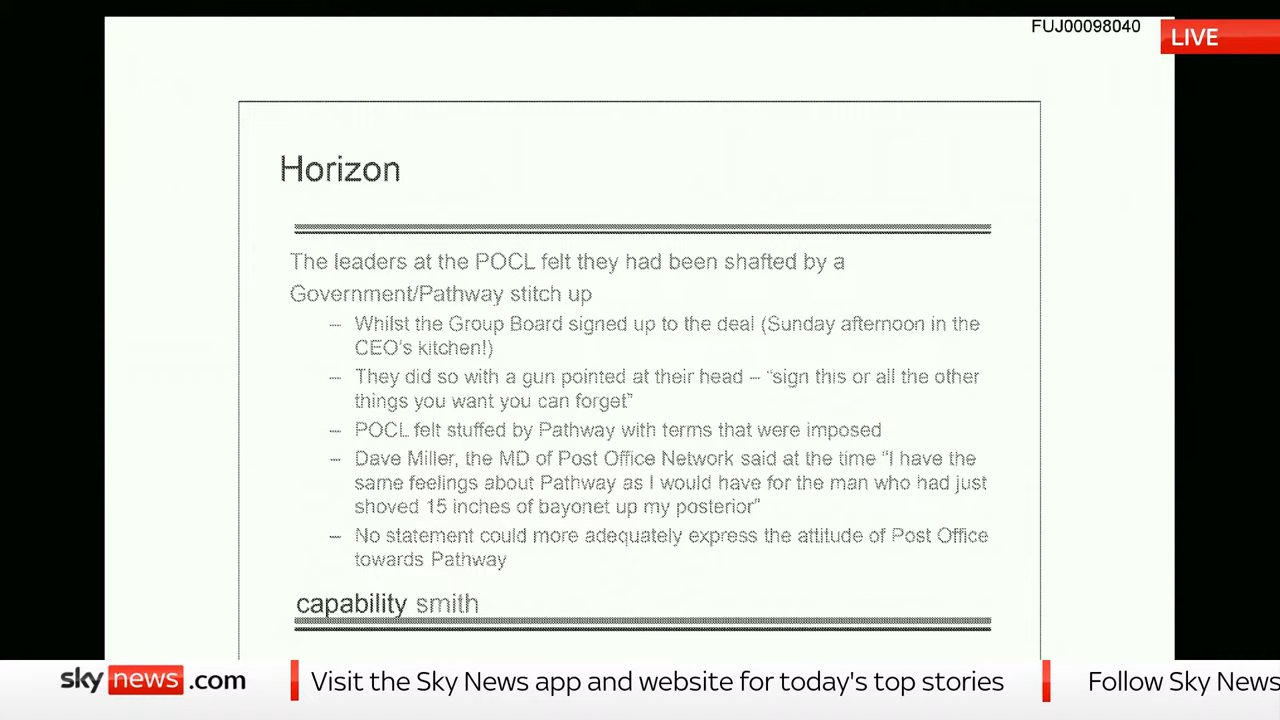 FUJ00098040
LIVE
Horizon
The leaders at the POCL felt they had been shafted by a
Government/Pathway stitch up
– Whilst the Group Board signed up to the deal (Sunday afternoon in the
CEO's kitchen!)
– They did so with a gun pointed at their head – “sign this or all the other
things you want you can forget”
– POCL felt stuffed by Pathway with terms that were imposed
– Dave Miller, the MD of Post Office Network said at the time “I have the
same feelings about Pathway as I would have for the man who had just
shoved 15 inches of bayonet up my posterior”
– No statement could more adequately express the attitude of Post Office
towards Pathway
capability smith
sky news .com
Visit the Sky News app and website for today's top stories
Follow Sky News